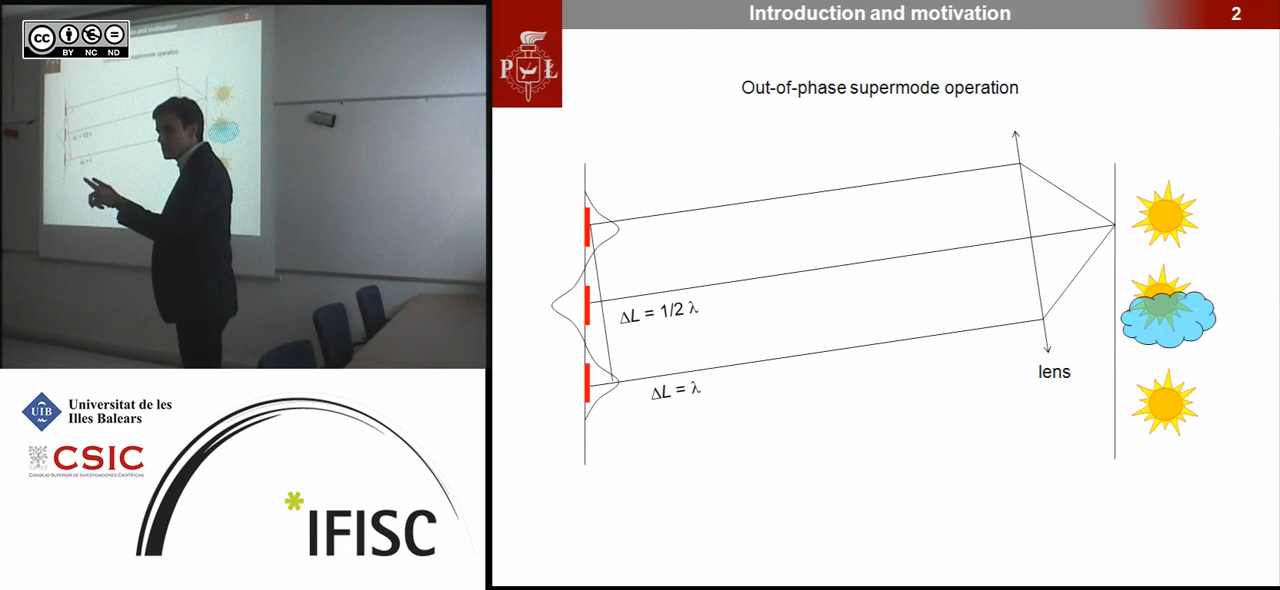 cc
BY NC ND
Introduction and motivation
2
P Ł
Out-of-phase supermode operation
ΔL = 1/2 λ
ΔL = λ
lens
UIB
Universitat de les
Illes Balears
CSIC
CONSEJO SUPERIOR DE INVESTIGACIONES CIENTÍFICAS
*IFISC